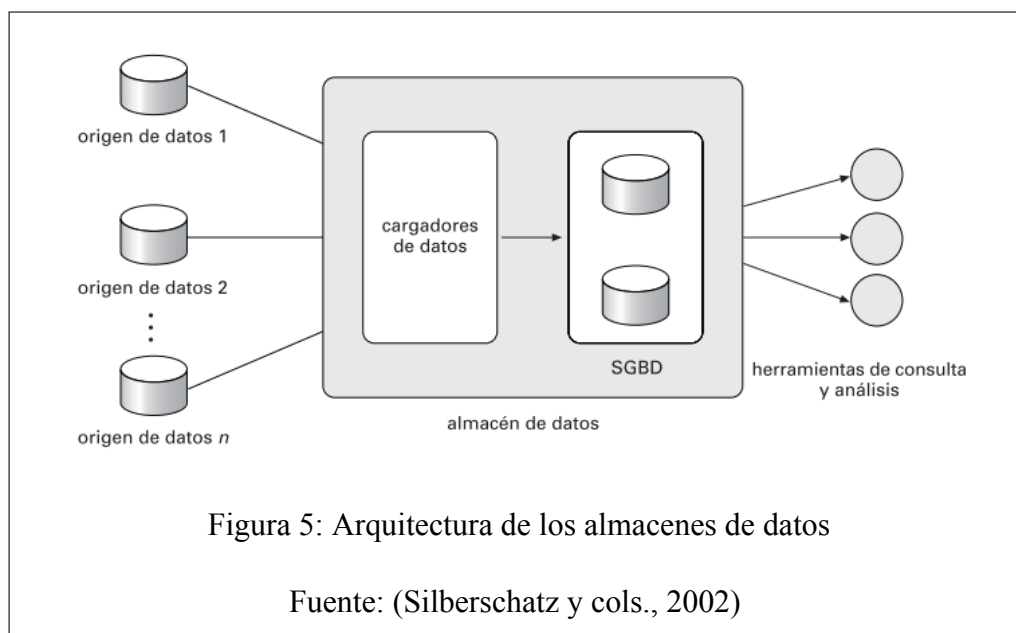 origen de datos 1
origen de datos 2
origen de datos n
cargadores
de datos
SGBD
almacén de datos
herramientas de consulta
y análisis
Figura 5: Arquitectura de los almacenes de datos
Fuente: (Silberschatz y cols., 2002)